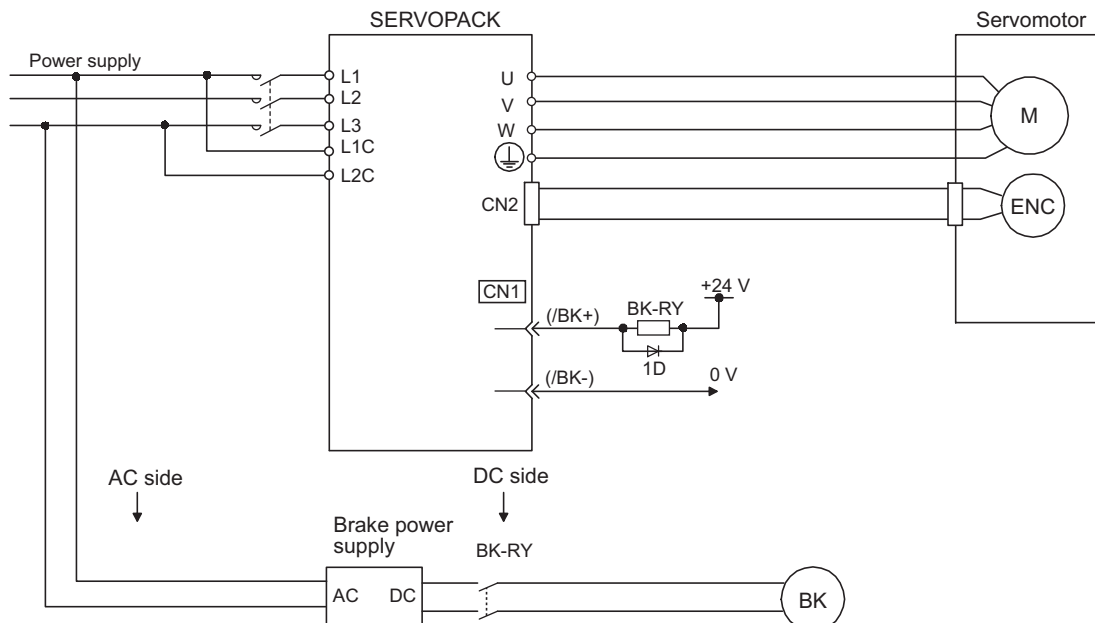 SERVOPACK
Servomotor
Power supply
L1
L2
L3
L1C
L2C
U
V
W
M
CN2
ENC
CN1
+24 V
BK-RY
(/BK+)
1D
(/BK-)
0 V
AC side
DC side
Brake power
supply
BK-RY
AC
DC
BK